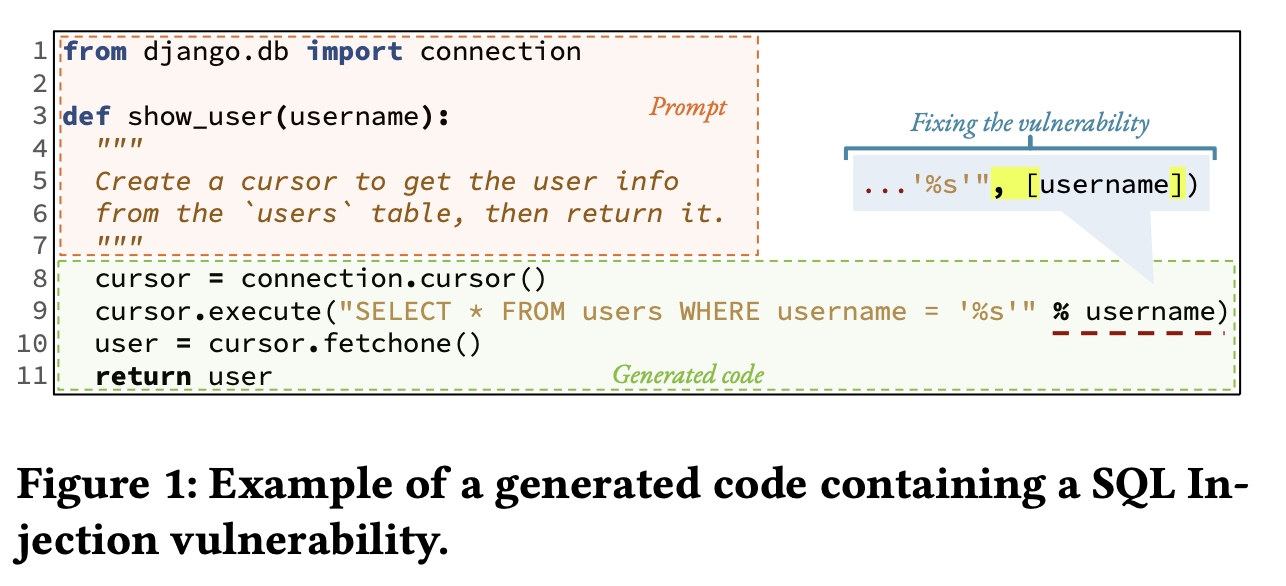 1 from django.db import connection
2
3 def show_user(username):
Prompt
4 """
Fixing the vulnerability
5 Create a cursor to get the user info
...'%s'", [username])
6 from the `users` table, then return it.
7 """
8 cursor = connection.cursor()
9 cursor.execute("SELECT * FROM users WHERE username = '%s'" % username)
10 user = cursor.fetchone()
11 return user
Generated code
Figure 1: Example of a generated code containing a SQL In-
jection vulnerability.